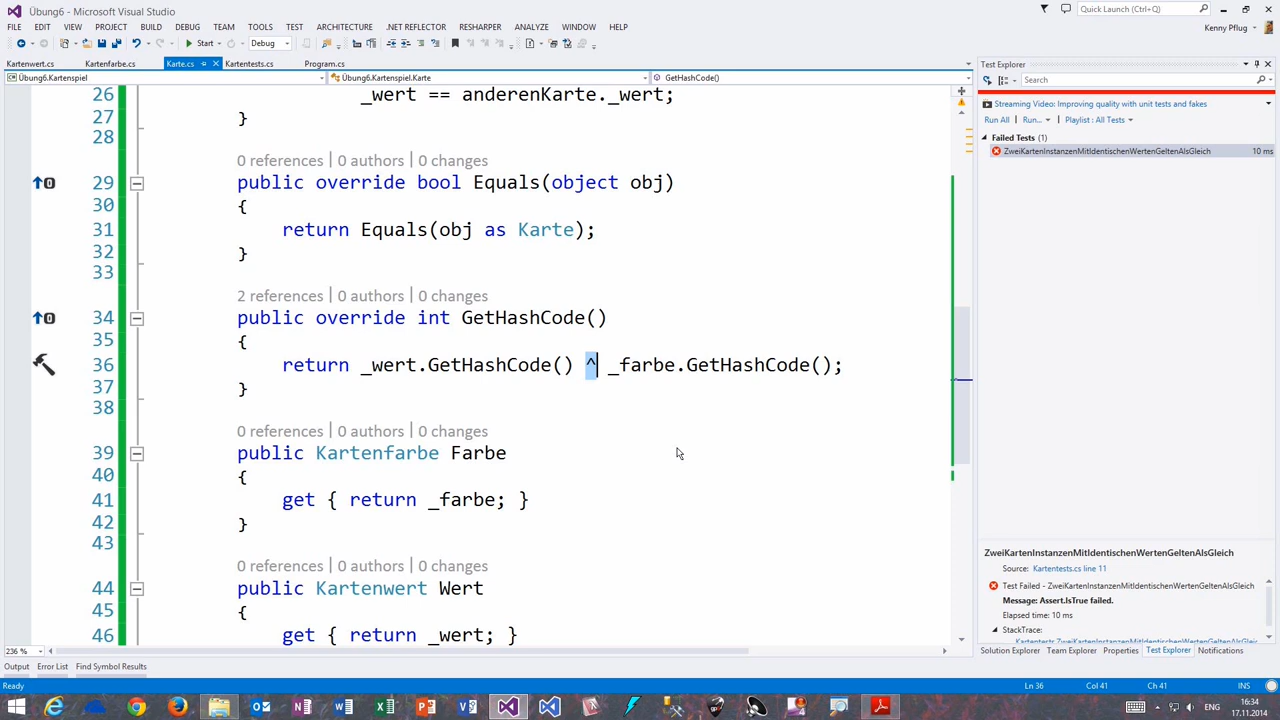 Übung6 - Microsoft Visual Studio
Quick Launch (Ctrl+Q)
FILE EDIT VIEW PROJECT BUILD DEBUG TEAM TOOLS TEST ARCHITECTURE .NET REFLECTOR RESHARPER ANALYZE WINDOW HELP
Kenny Pflug
Start Debug
Kartenwert.cs Kartenfarbe.cs Karte.cs Kartentests.cs Program.cs
Übung6.Kartenspiel Übung6.Kartenspiel.Karte GetHashCode()
26 _wert == anderenKarte._wert;
27 }
28
0 references | 0 authors | 0 changes
29 public override bool Equals(object obj)
30 {
31 return Equals(obj as Karte);
32 }
33
2 references | 0 authors | 0 changes
34 public override int GetHashCode()
35 {
36 return _wert.GetHashCode() ^ _farbe.GetHashCode();
37 }
38
0 references | 0 authors | 0 changes
39 public Kartenfarbe Farbe
40 {
41 get { return _farbe; }
42 }
43
0 references | 0 authors | 0 changes
44 public Kartenwert Wert
45 {
46 get { return _wert; }
236 %
Test Explorer
Search
Streaming Video: Improving quality with unit tests and fakes
Run All | Run... | Playlist : All Tests
Failed Tests (1)
ZweiKartenInstanzenMitIdentischenWertenGeltenAlsGleich 10 ms
ZweiKartenInstanzenMitIdentischenWertenGeltenAlsGleich
Source: Kartentests.cs line 11
Test Failed - ZweiKartenInstanzenMitIdentischenWertenGeltenAlsGleich
Message: Assert.IsTrue failed.
Elapsed time: 10 ms
StackTrace:
Solution Explorer Team Explorer Properties Test Explorer Notifications
Output Error List Find Symbol Results
Ready Ln 36 Col 41 Ch 41 INS
ENG 16:34
17.11.2014